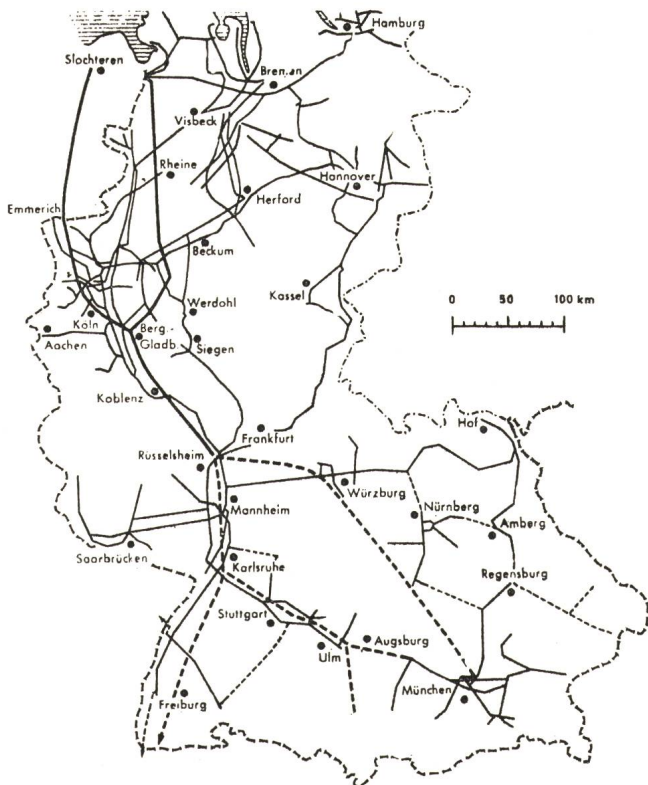 Hamburg
Slochteren
Bremen
Visbeck
Rheine
Hannover
Emmerich
Herford
Beckum
Kassel
Werdohl
0 50 100 km
Köln
Berg.
Gladb.
Aachen
Siegen
Koblenz
Frankfurt
Hof
Rüsselsheim
Würzburg
Mannheim
Nürnberg
Amberg
Saarbrücken
Karlsruhe
Regensburg
Stuttgart
Augsburg
Ulm
München
Freiburg